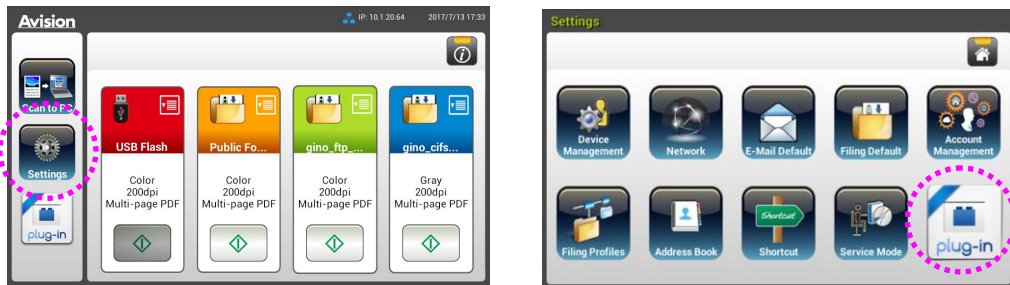 Avision
IP: 10.1.20.64
2017/7/13 17:33
Scan to PC
Settings
plug-in
USB Flash
Color
200dpi
Multi-page PDF
Public Fo...
Color
200dpi
Multi-page PDF
gino_ftp_...
Color
200dpi
Multi-page PDF
gino_cifs...
Gray
200dpi
Multi-page PDF
Settings
Device
Management
Network
E-Mail Default
Filing Default
Account
Management
Filing Profiles
Address Book
Shortcut
Shortcut
Service Mode
plug-in